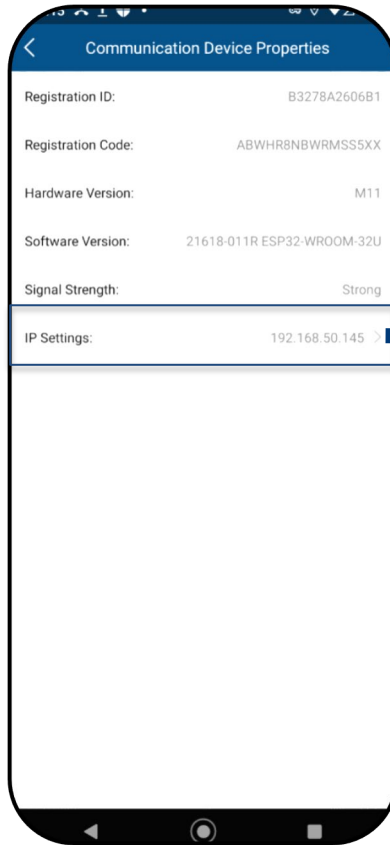 Communication Device Properties
Registration ID: B3278A2606B1
Registration Code: ABWHR8NBWRMSS5XX
Hardware Version: M11
Software Version: 21618-011R ESP32-WROOM-32U
Signal Strength: Strong
IP Settings: 192.168.50.145